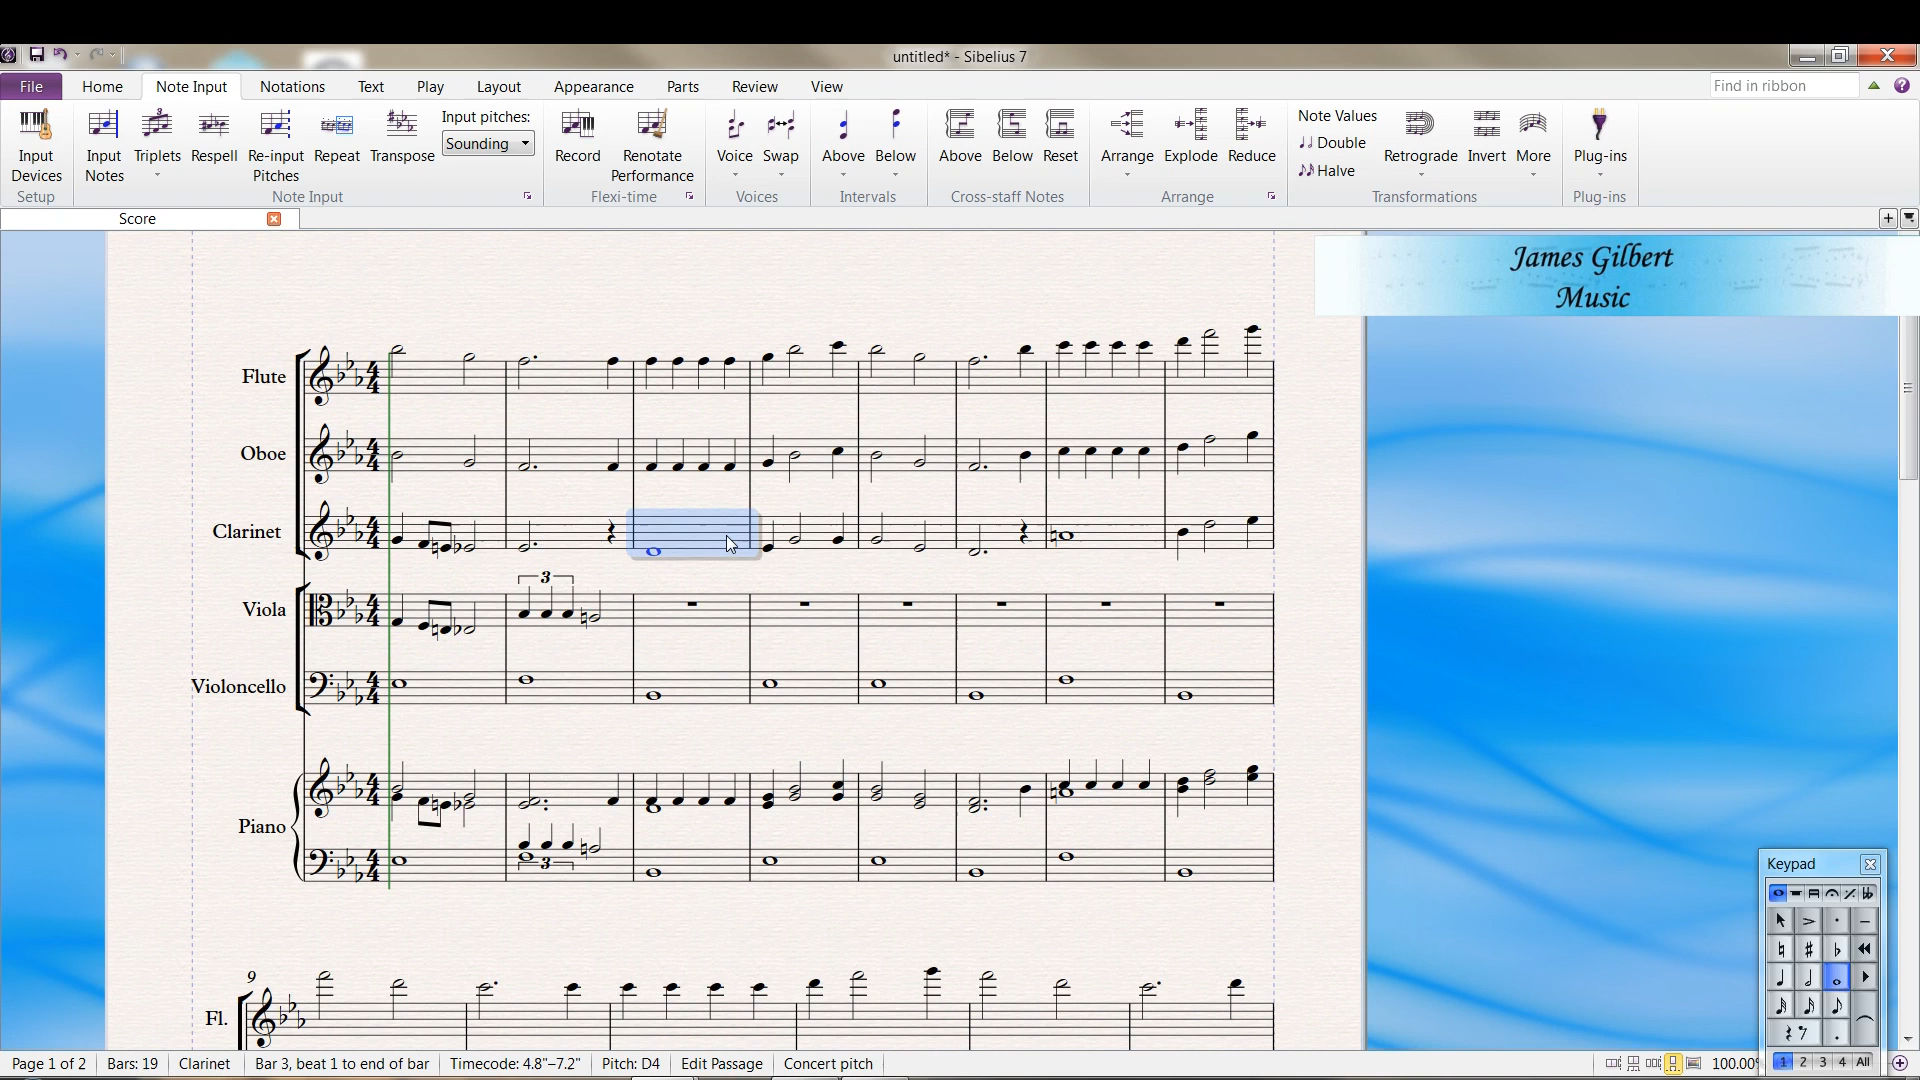 untitled* - Sibelius 7
File Home Note Input Notations Text Play Layout Appearance Parts Review View Find in ribbon
Input Devices
Input Notes
Triplets
Respell
Re-input Pitches
Repeat
Transpose
Input pitches:
Sounding
Record
Renotate Performance
Voice
Swap
Above
Below
Above
Below
Reset
Arrange
Explode
Reduce
Note Values
Double
Halve
Retrograde
Invert
More
Plug-ins
Setup Note Input Flexi-time Voices Intervals Cross-staff Notes Arrange Transformations Plug-ins
Score
James Gilbert
Music
Flute
Oboe
Clarinet
3
Viola
Violoncello
Piano
3
Keypad
9
Fl.
1 2 3 4 All
Page 1 of 2 Bars: 19 Clarinet Bar 3, beat 1 to end of bar Timecode: 4.8"–7.2" Pitch: D4 Edit Passage Concert pitch 100.00%